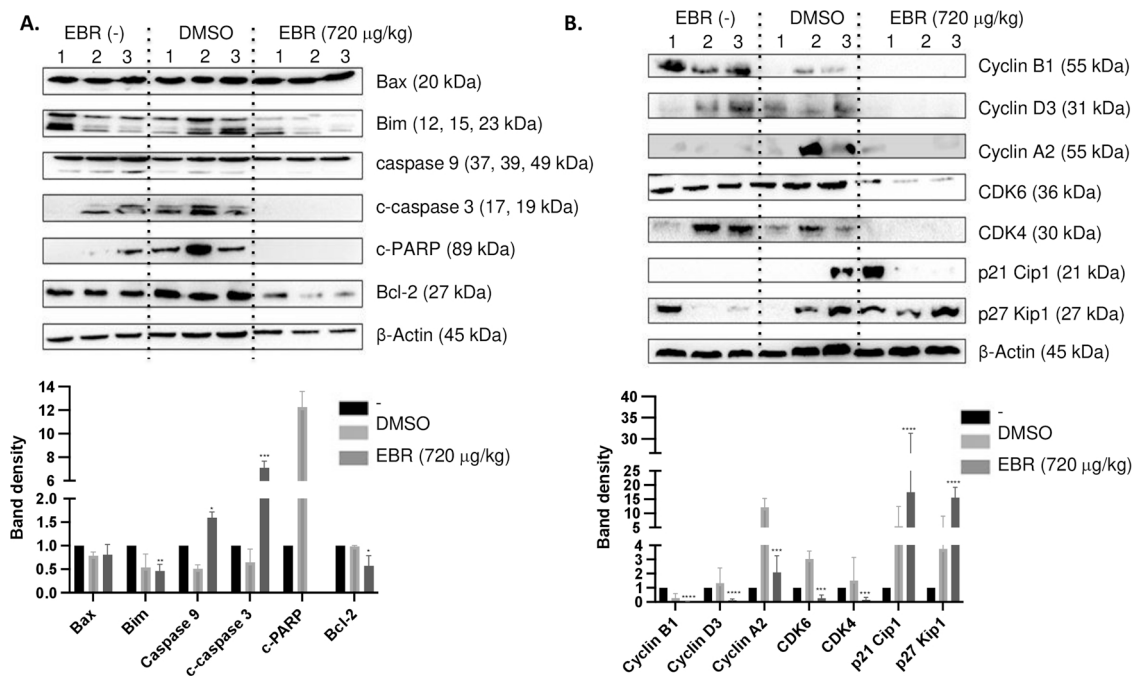 A.
EBR (-) DMSO EBR (720 µg/kg)
1 2 3 1 2 3 1 2 3
Bax (20 kDa)
Bim (12, 15, 23 kDa)
caspase 9 (37, 39, 49 kDa)
c-caspase 3 (17, 19 kDa)
c-PARP (89 kDa)
Bcl-2 (27 kDa)
β-Actin (45 kDa)
14
12
10
8
6
2.0
1.5
1.0
0.5
0.0
Band density
-
DMSO
EBR (720 µg/kg)
** * *** *
Bax Bim Caspase 9 c-caspase 3 c-PARP Bcl-2
B.
EBR (-) DMSO EBR (720 µg/kg)
1 2 3 1 2 3 1 2 3
Cyclin B1 (55 kDa)
Cyclin D3 (31 kDa)
Cyclin A2 (55 kDa)
CDK6 (36 kDa)
CDK4 (30 kDa)
p21 Cip1 (21 kDa)
p27 Kip1 (27 kDa)
β-Actin (45 kDa)
40
35
30
25
20
15
10
5
4
3
2
1
0
Band density
-
DMSO
EBR (720 µg/kg)
**** **** *** *** *** **** ****
Cyclin B1 Cyclin D3 Cyclin A2 CDK6 CDK4 p21 Cip1 p27 Kip1